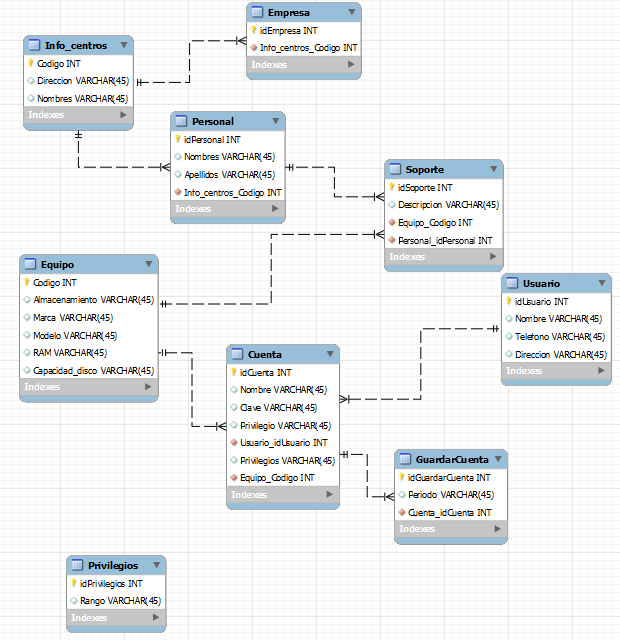 Empresa
idEmpresa INT
Info_centros_Codigo INT
Indexes
Info_centros
Codigo INT
Direccion VARCHAR(45)
Nombres VARCHAR(45)
Indexes
Personal
idPersonal INT
Nombres VARCHAR(45)
Apellidos VARCHAR(45)
Info_centros_Codigo INT
Indexes
Soporte
idSoporte INT
Descripcion VARCHAR(45)
Equipo_Codigo INT
Personal_idPersonal INT
Indexes
Equipo
Codigo INT
Almacenamiento VARCHAR(45)
Marca VARCHAR(45)
Modelo VARCHAR(45)
RAM VARCHAR(45)
Capacidad_disco VARCHAR(45)
Indexes
Usuario
idUsuario INT
Nombre VARCHAR(45)
Telefono VARCHAR(45)
Direccion VARCHAR(45)
Indexes
Cuenta
idCuenta INT
Nombre VARCHAR(45)
Clave VARCHAR(45)
Privilegio VARCHAR(45)
Usuario_idUsuario INT
Privilegios VARCHAR(45)
Equipo_Codigo INT
Indexes
GuardarCuenta
idGuardarCuenta INT
Periodo VARCHAR(45)
Cuenta_idCuenta INT
Indexes
Privilegios
idPrivilegios INT
Rango VARCHAR(45)
Indexes